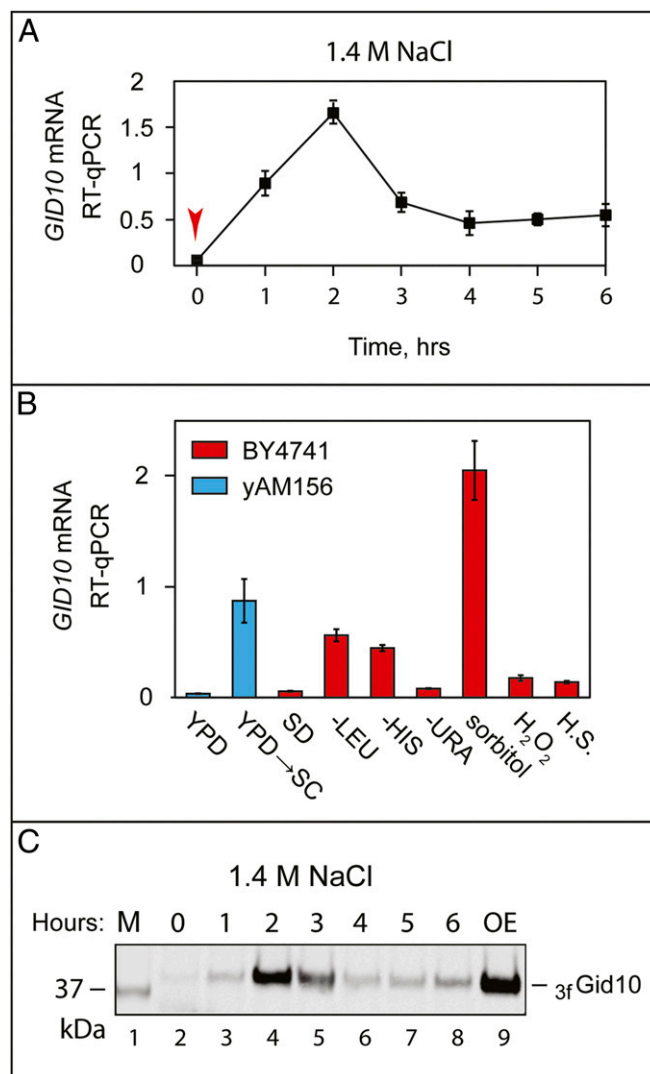 A
1.4 M NaCl
GID10 mRNA
RT-qPCR
2
1.5
1
0.5
0
0 1 2 3 4 5 6
Time, hrs
B
BY4741
yAM156
GID10 mRNA
RT-qPCR
2
1
0
YPD
YPD→SC
SD
-LEU
-HIS
-URA
sorbitol
H₂O₂
H.S.
C
1.4 M NaCl
Hours: M 0 1 2 3 4 5 6 OE
37 –
– 3fGid10
kDa 1 2 3 4 5 6 7 8 9